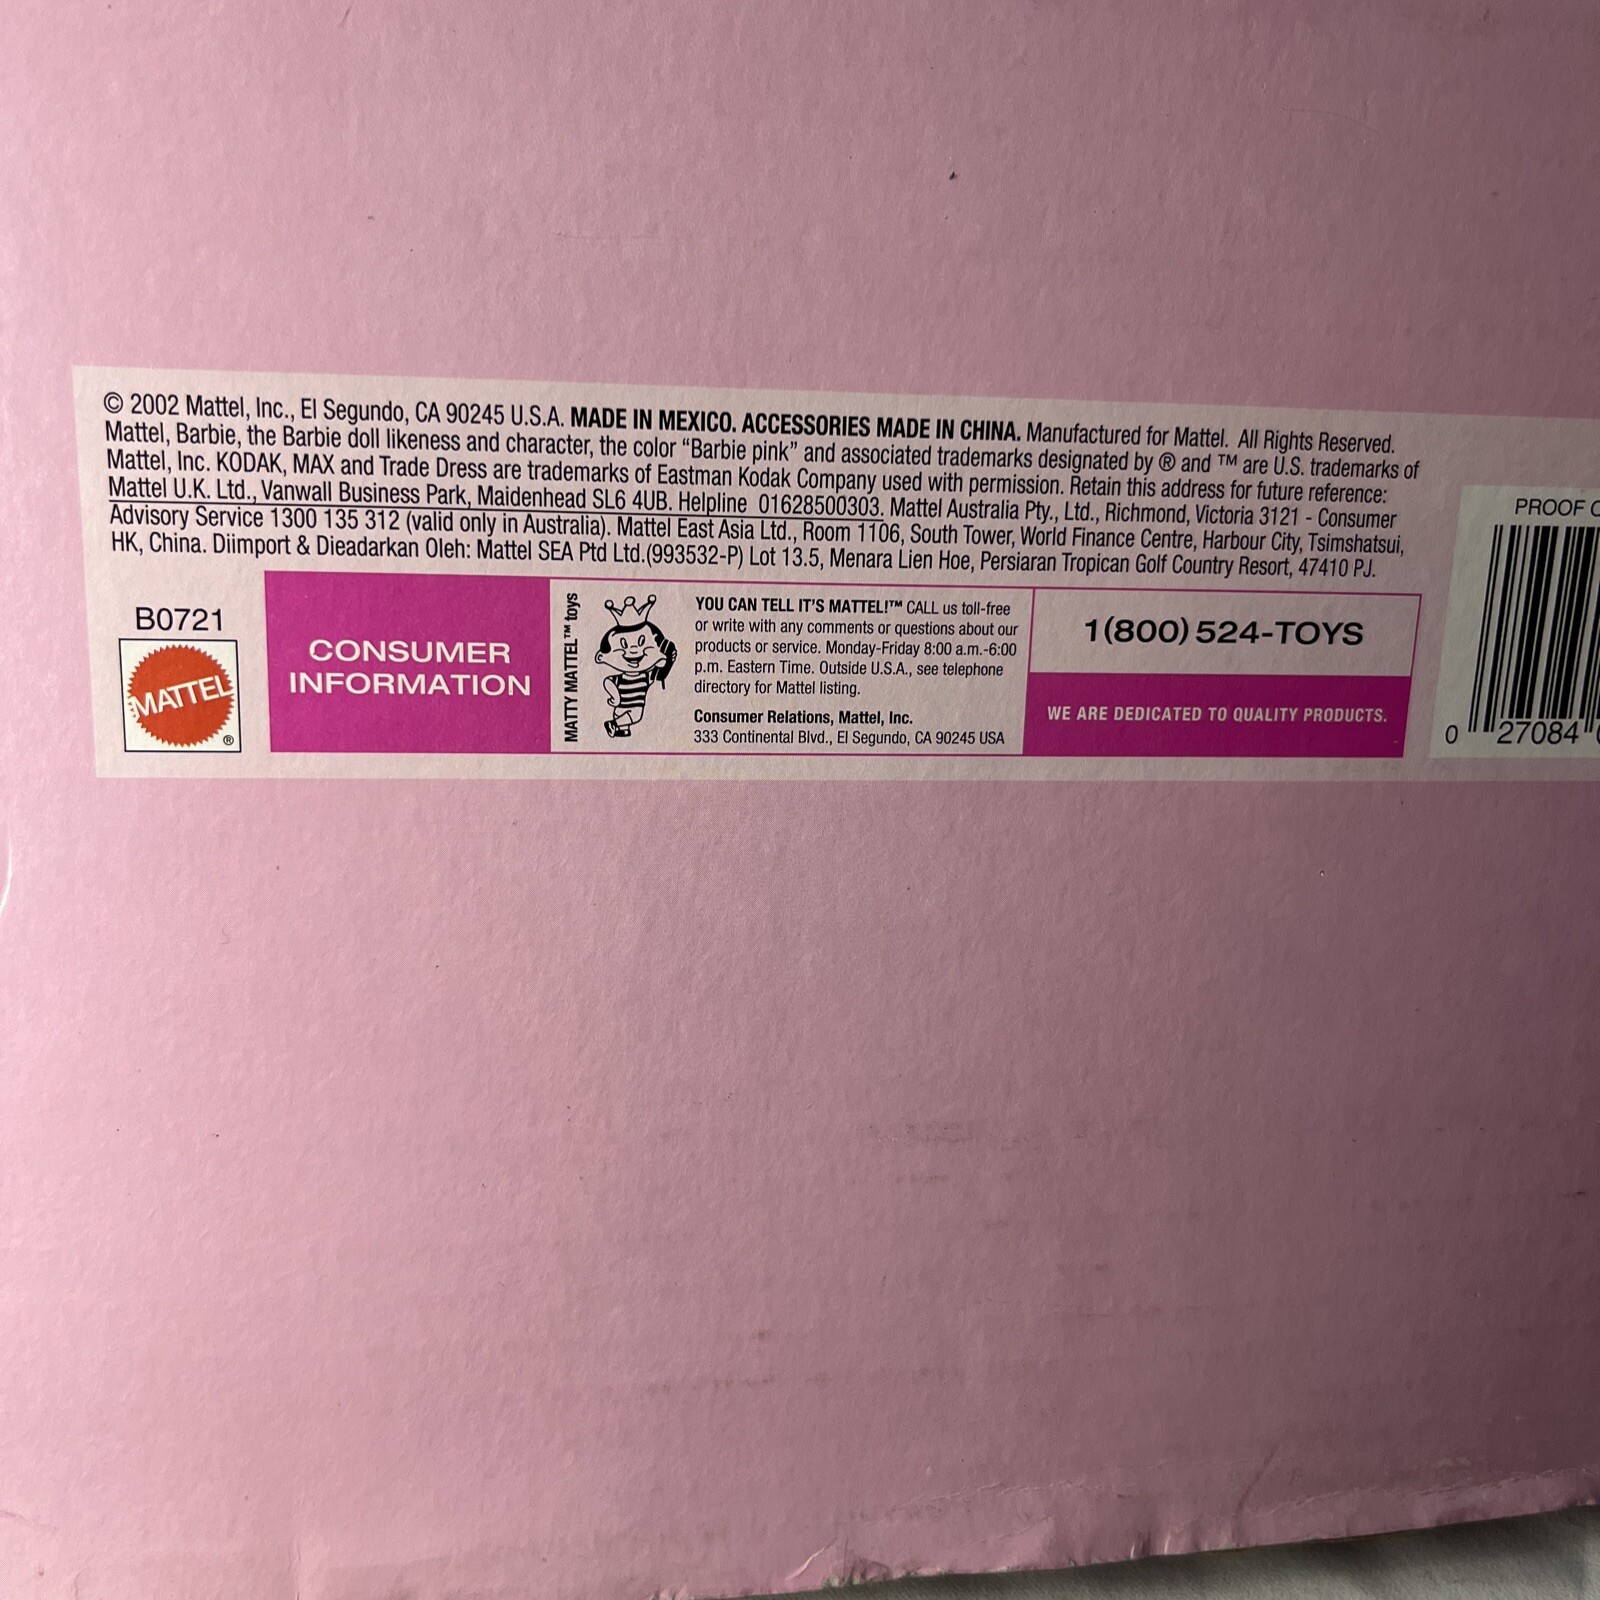 © 2002 Mattel, Inc., El Segundo, CA 90245 U.S.A. MADE IN MEXICO. ACCESSORIES MADE IN CHINA. Manufactured for Mattel. All Rights Reserved.
Mattel, Barbie, the Barbie doll likeness and character, the color “Barbie pink” and associated trademarks designated by ® and ™ are U.S. trademarks of
Mattel, Inc. KODAK, MAX and Trade Dress are trademarks of Eastman Kodak Company used with permission. Retain this address for future reference:
Mattel U.K. Ltd., Vanwall Business Park, Maidenhead SL6 4UB. Helpline 01628500303. Mattel Australia Pty., Ltd., Richmond, Victoria 3121 - Consumer
Advisory Service 1300 135 312 (valid only in Australia). Mattel East Asia Ltd., Room 1106, South Tower, World Finance Centre, Harbour City, Tsimshatsui,
HK, China. Diimport & Dieadarkan Oleh: Mattel SEA Ptd Ltd.(993532-P) Lot 13.5, Menara Lien Hoe, Persiaran Tropican Golf Country Resort, 47410 PJ.
B0721
MATTEL
®
CONSUMER
INFORMATION
MATTY MATTEL™ toys
YOU CAN TELL IT'S MATTEL!™ CALL us toll-free
or write with any comments or questions about our
products or service. Monday-Friday 8:00 a.m.-6:00
p.m. Eastern Time. Outside U.S.A., see telephone
directory for Mattel listing.
Consumer Relations, Mattel, Inc.
333 Continental Blvd., El Segundo, CA 90245 USA
1(800) 524-TOYS
WE ARE DEDICATED TO QUALITY PRODUCTS.
PROOF
0 27084